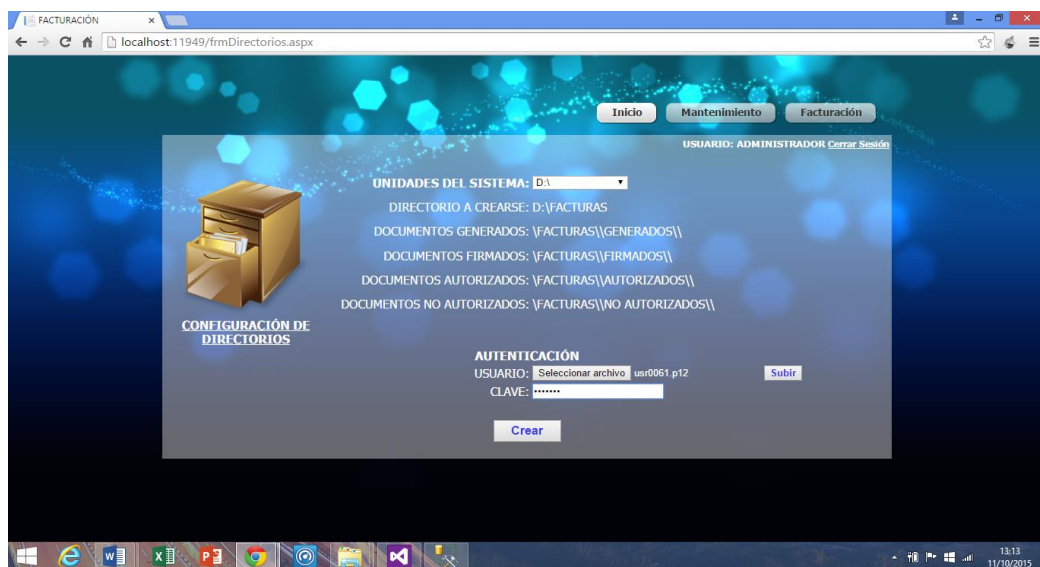 FACTURACIÓN
localhost:11949/frmDirectorios.aspx
Inicio
Mantenimiento
Facturación
USUARIO: ADMINISTRADOR Cerrar Sesión
UNIDADES DEL SISTEMA: D:\
DIRECTORIO A CREARSE: D:\FACTURAS
DOCUMENTOS GENERADOS: \FACTURAS\\GENERADOS\\
DOCUMENTOS FIRMADOS: \FACTURAS\\FIRMADOS\\
DOCUMENTOS AUTORIZADOS: \FACTURAS\\AUTORIZADOS\\
DOCUMENTOS NO AUTORIZADOS: \FACTURAS\\NO AUTORIZADOS\\
CONFIGURACIÓN DE
DIRECTORIOS
AUTENTICACIÓN
USUARIO: Seleccionar archivo usr0061.p12 Subir
CLAVE: •••••••
Crear
13:13
11/10/2015